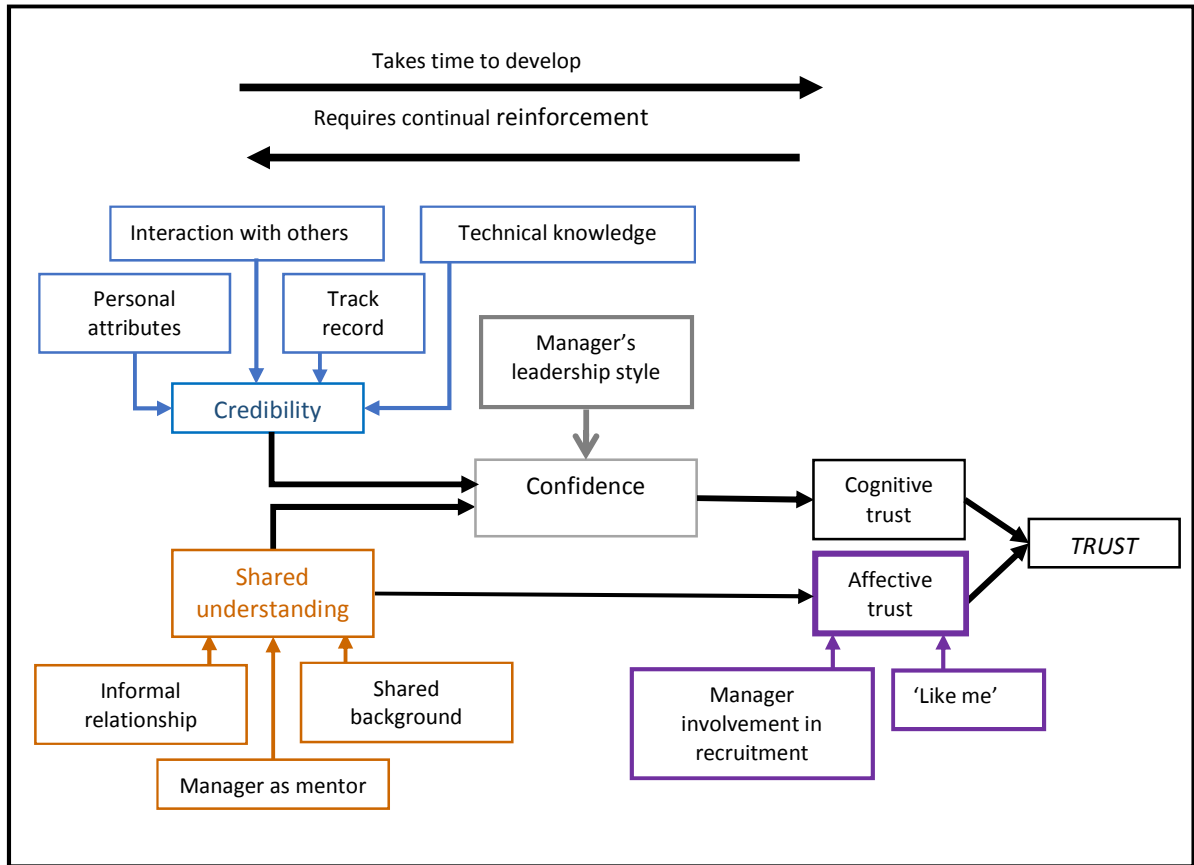 Takes time to develop
Requires continual reinforcement
Interaction with others
Technical knowledge
Personal
attributes
Track
record
Manager’s
leadership style
Credibility
Confidence
Cognitive
trust
TRUST
Shared
understanding
Affective
trust
Informal
relationship
Shared
background
Manager
involvement in
recruitment
‘Like me’
Manager as mentor